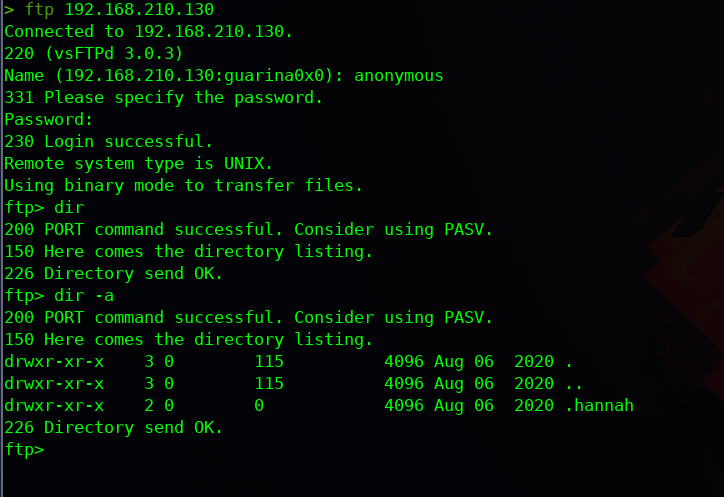 > ftp 192.168.210.130
Connected to 192.168.210.130.
220 (vsFTPd 3.0.3)
Name (192.168.210.130:guarina0x0): anonymous
331 Please specify the password.
Password:
230 Login successful.
Remote system type is UNIX.
Using binary mode to transfer files.
ftp> dir
200 PORT command successful. Consider using PASV.
150 Here comes the directory listing.
226 Directory send OK.
ftp> dir -a
200 PORT command successful. Consider using PASV.
150 Here comes the directory listing.
drwxr-xr-x    3 0        115          4096 Aug 06  2020 .
drwxr-xr-x    3 0        115          4096 Aug 06  2020 ..
drwxr-xr-x    2 0        0            4096 Aug 06  2020 .hannah
226 Directory send OK.
ftp>